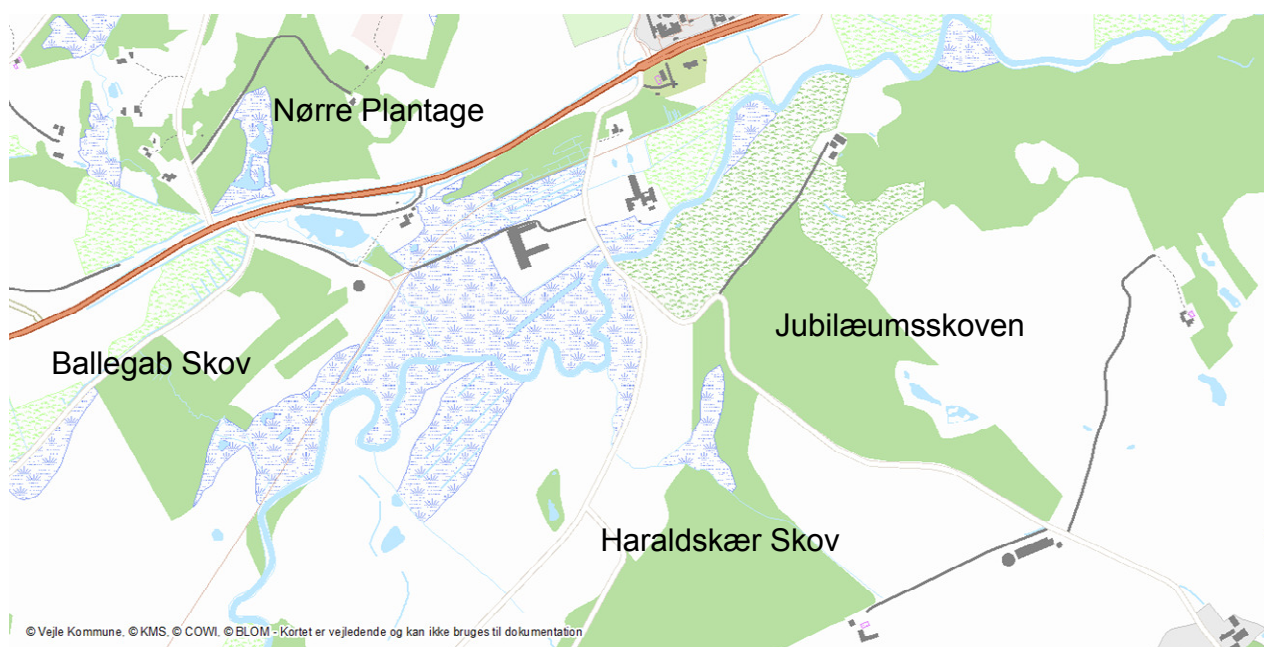 Nørre Plantage
Jubilæumsskoven
Ballegab Skov
Haraldskær Skov
© Vejle Kommune, © KMS, © COWI, © BLOM - Kortet er vejledende og kan ikke bruges til dokumentation